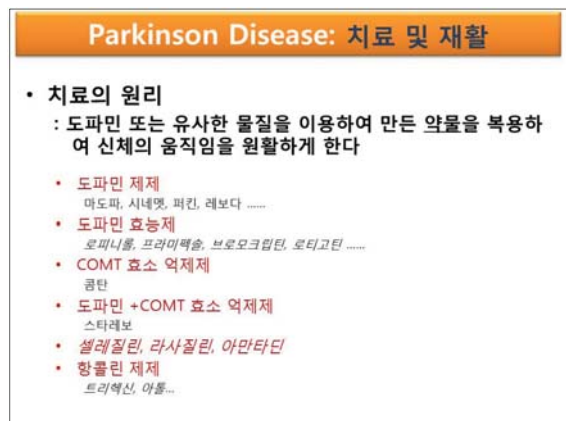 Parkinson Disease: 치료 및 재활
• 치료의 원리
: 도파민 또는 유사한 물질을 이용하여 만든 약물을 복용하
여 신체의 움직임을 원활하게 한다
• 도파민 제제
마도파, 시네멧, 퍼킨, 레보다 ......
• 도파민 효능제
로피니롤, 프라미펙솔, 브로모크립틴, 로티고틴 ......
• COMT 효소 억제제
콤탄
• 도파민 +COMT 효소 억제제
스타레보
• 셀레질린, 라사질린, 아만타딘
• 항콜린 제제
트리헥신, 아톨...